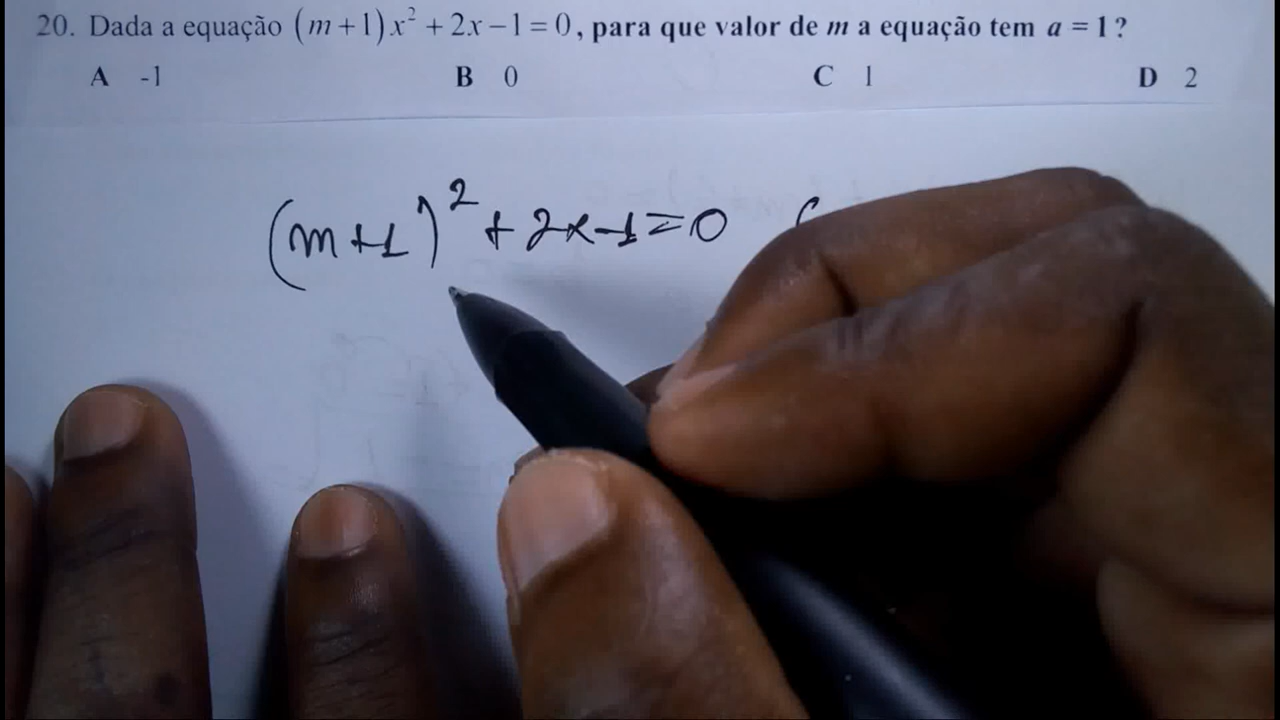 20. Dada a equação (m+1)x²+2x−1=0, para que valor de m a equação tem a = 1?
A -1 B 0 C 1 D 2
(m+1)²+2x-1=0 (